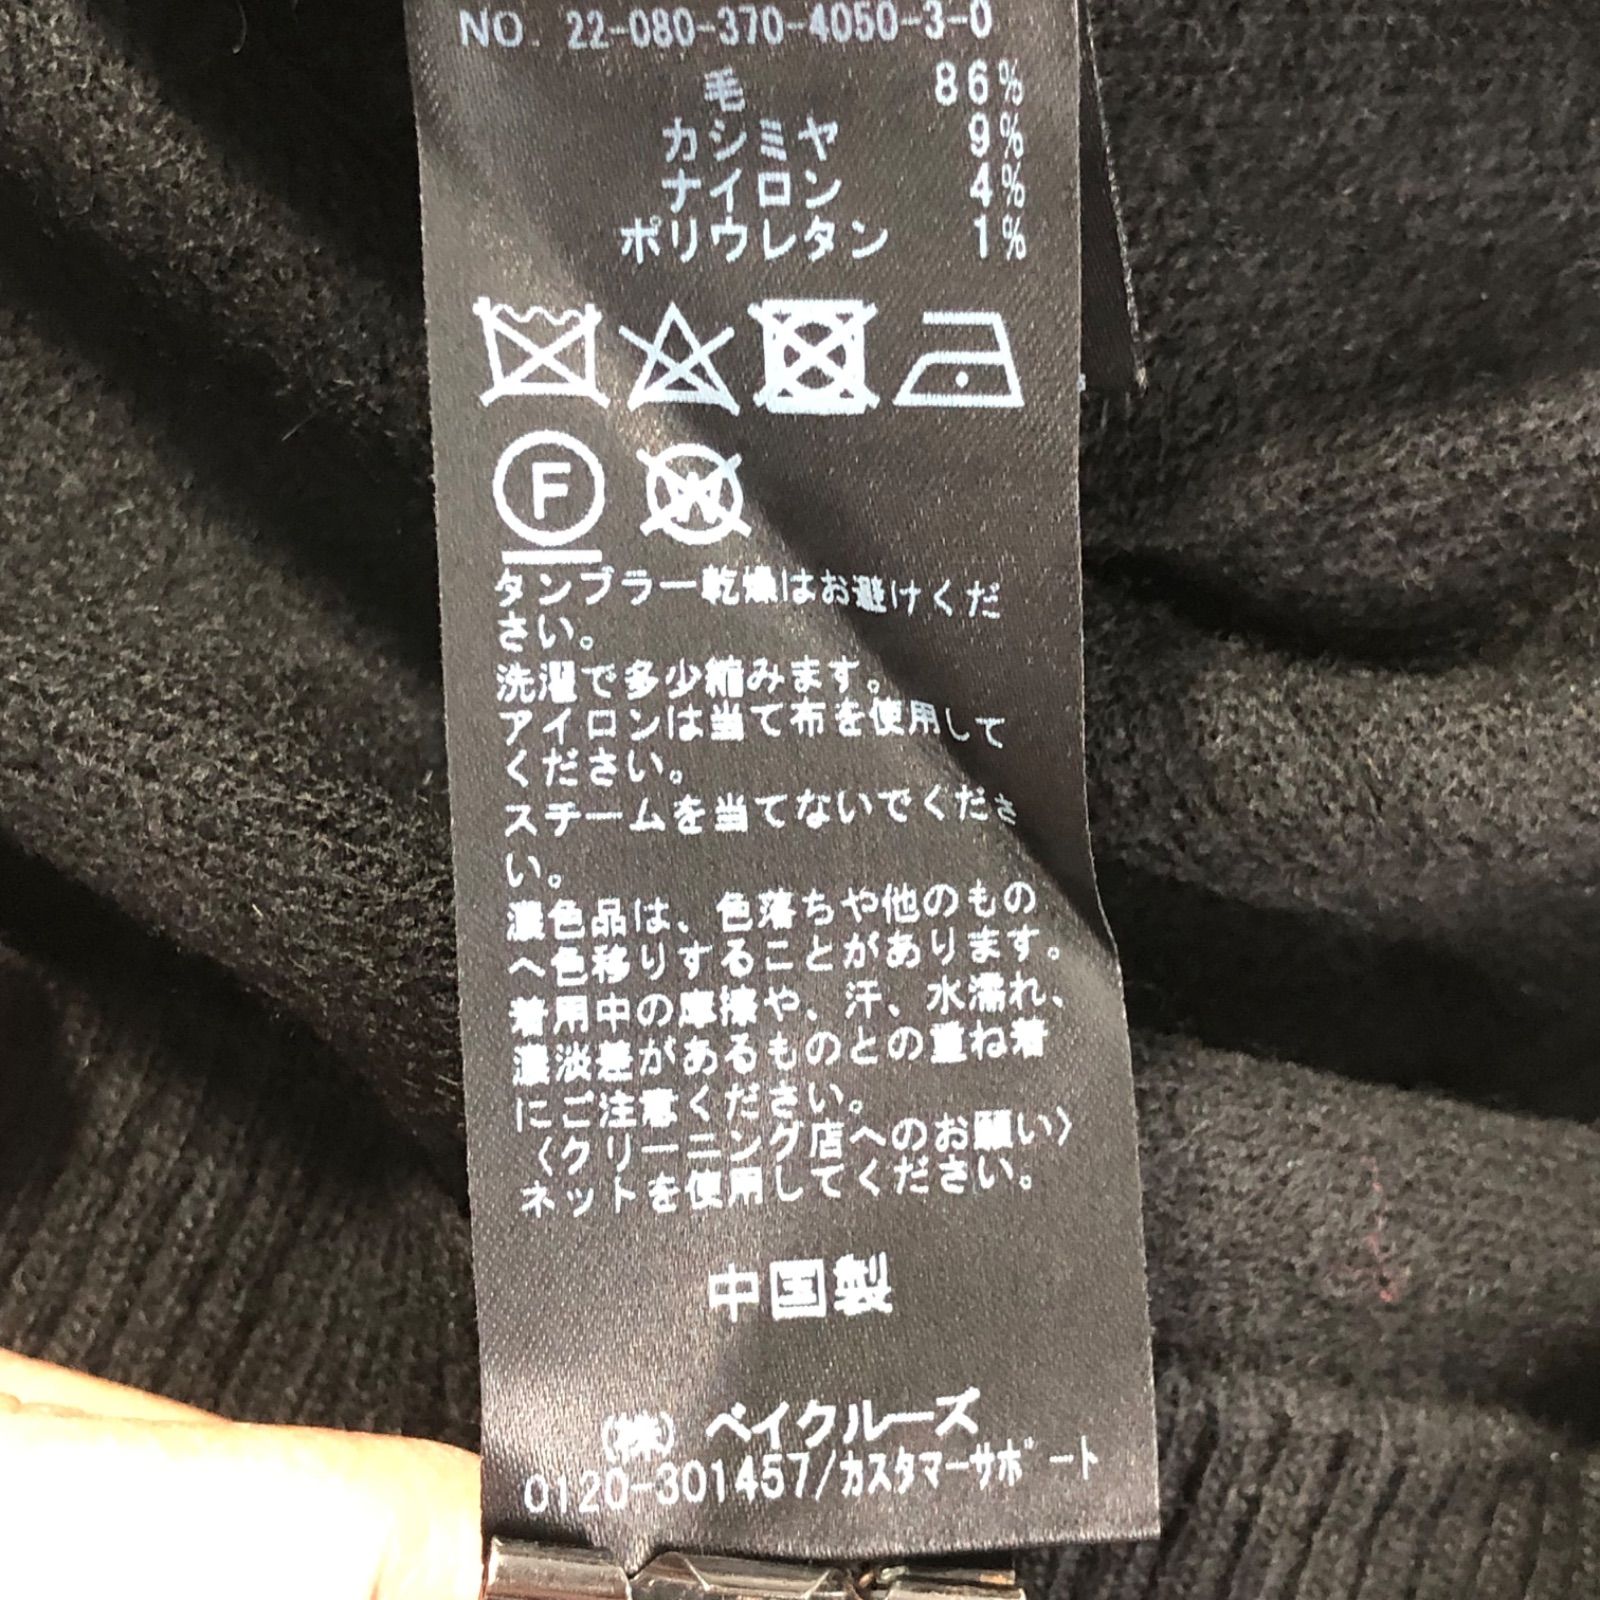 NO. 22-080-370-4050-3-0
毛 86%
カシミヤ 9%
ナイロン 4%
ポリウレタン 1%
F
W
タンブラー乾燥はお避けくだ
さい。
洗濯で多少縮みます。
アイロンは当て布を使用して
ください。
スチームを当てないでくださ
い。
濃色品は、色落ちや他のもの
へ色移りすることがあります。
着用中の摩擦や、汗、水濡れ、
濃淡差があるものとの重ね着
にご注意ください。
〈クリーニング店へのお願い〉
ネットを使用してください。
中国製
(株) ベイクルーズ
0120-301457/カスタマーサポート